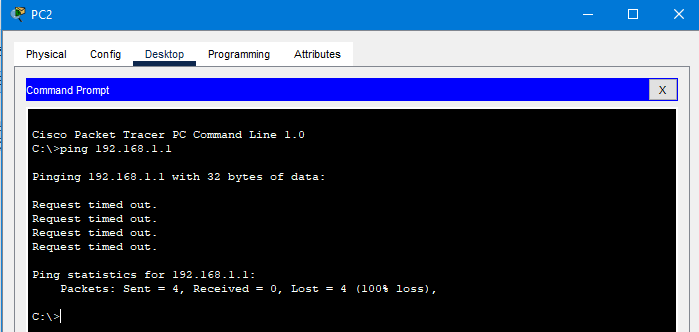 PC2
Physical Config Desktop Programming Attributes
Command Prompt X
Cisco Packet Tracer PC Command Line 1.0
C:\>ping 192.168.1.1
Pinging 192.168.1.1 with 32 bytes of data:
Request timed out.
Request timed out.
Request timed out.
Request timed out.
Ping statistics for 192.168.1.1:
Packets: Sent = 4, Received = 0, Lost = 4 (100% loss),
C:\>